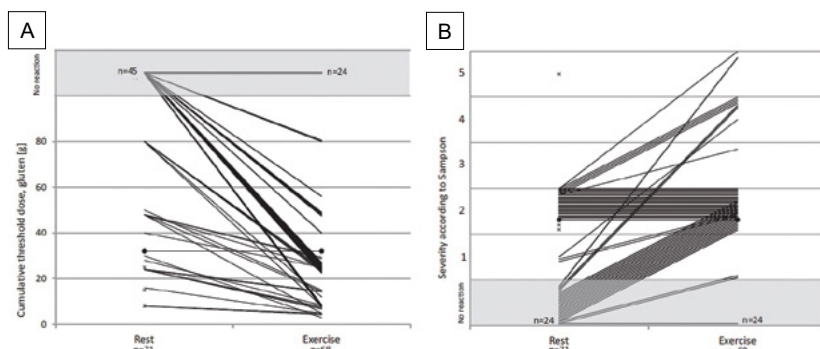 A
B
No reaction
n=45
n=24
80
60
40
20
0
Cumulative threshold dose, gluten [g]
Rest
Exercise
5
4
3
2
1
No reaction
Severity according to Sampson
n=24
n=24
Rest
Exercise